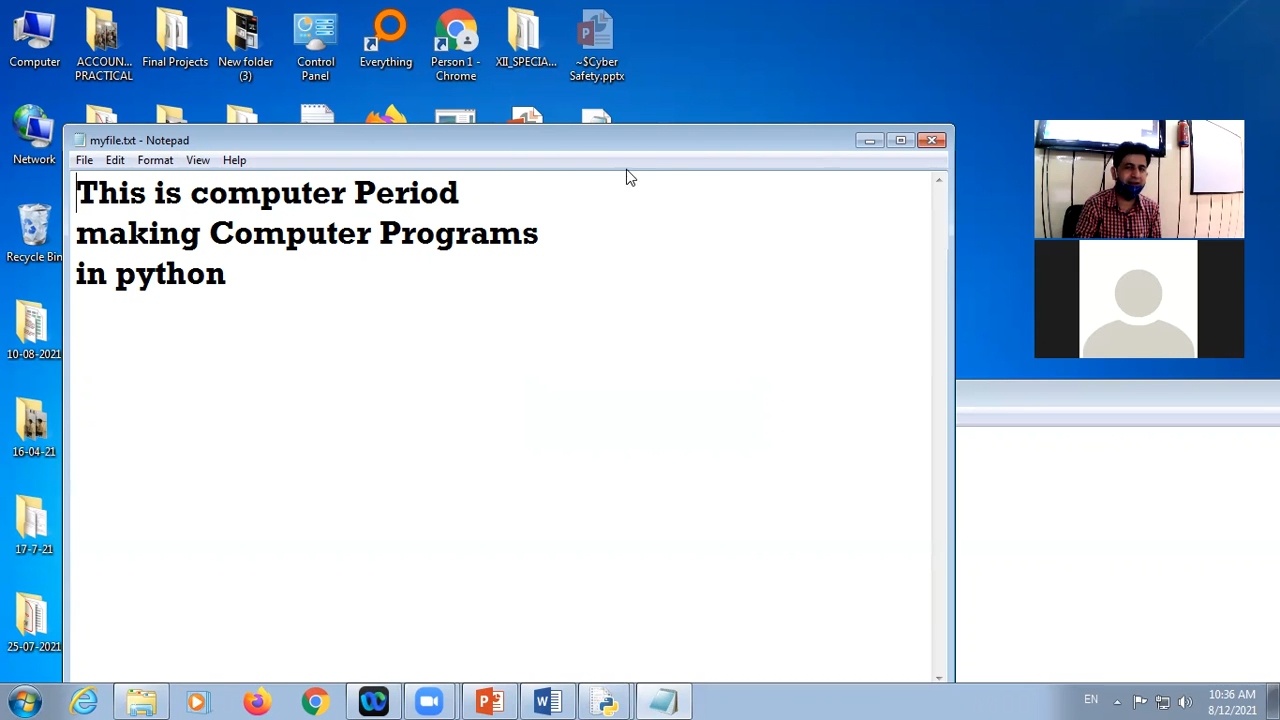 Computer
ACCOUN...
PRACTICAL
Final Projects
New folder
(3)
Control
Panel
Everything
Person 1 -
Chrome
XII_SPECIA...
~$Cyber
Safety.pptx
Network
myfile.txt - Notepad
File Edit Format View Help
This is computer Period
making Computer Programs
in python
Recycle Bin
10-08-2021
16-04-21
17-7-21
25-07-2021
EN
10:36 AM
8/12/2021